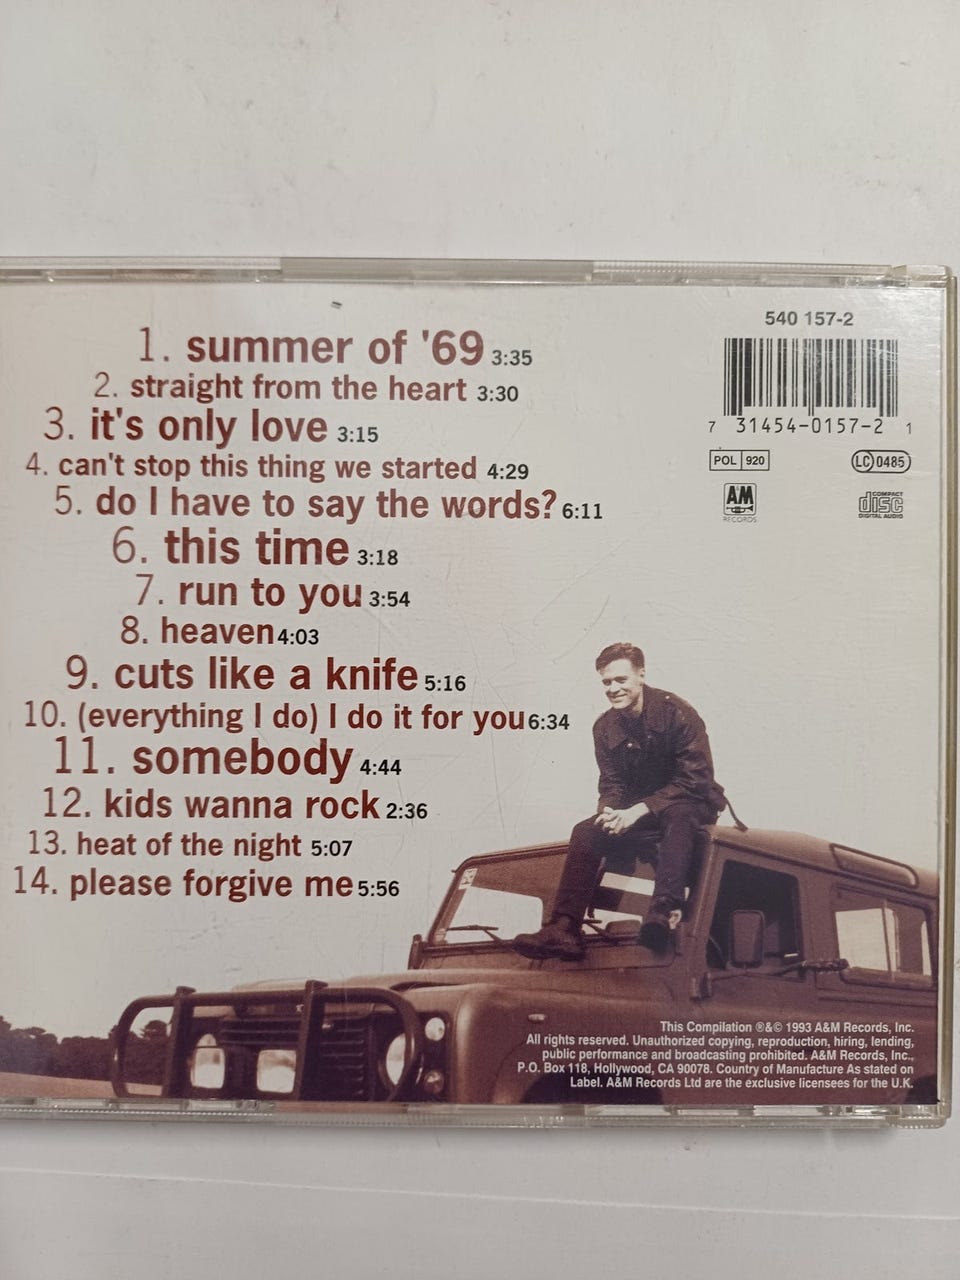 1. summer of '69 3:35
2. straight from the heart 3:30
3. it's only love 3:15
4. can't stop this thing we started 4:29
5. do I have to say the words? 6:11
6. this time 3:18
7. run to you 3:54
8. heaven 4:03
9. cuts like a knife 5:16
10. (everything I do) I do it for you 6:34
11. somebody 4:44
12. kids wanna rock 2:36
13. heat of the night 5:07
14. please forgive me 5:56
540 157-2
7 31454-0157-2 1
POL 920
LC 0485
AM
RECORDS
COMPACT
disc
DIGITAL AUDIO
This Compilation ®&© 1993 A&M Records, Inc.
All rights reserved. Unauthorized copying, reproduction, hiring, lending,
public performance and broadcasting prohibited. A&M Records, Inc.,
P.O. Box 118, Hollywood, CA 90078. Country of Manufacture As stated on
Label. A&M Records Ltd are the exclusive licensees for the U.K.